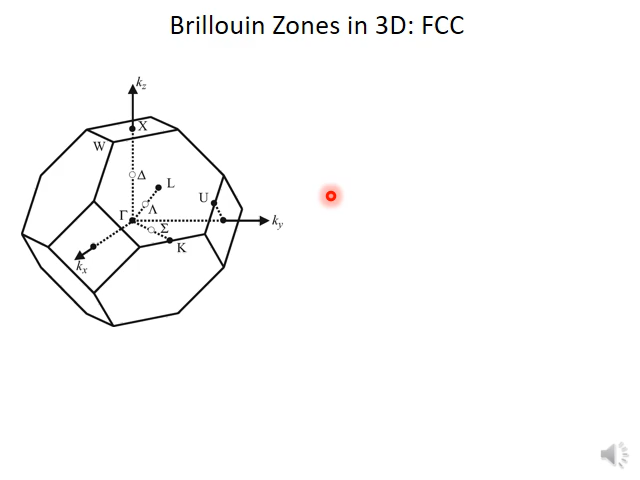 Brillouin Zones in 3D: FCC
kz
X
W
Δ
L
U
Λ
Γ
Σ
ky
K
kx